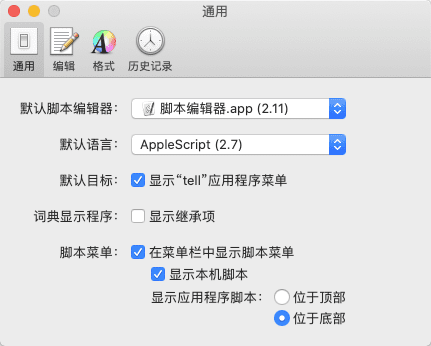 通用
通用 编辑 格式 历史记录
默认脚本编辑器： 脚本编辑器.app (2.11)
默认语言： AppleScript (2.7)
默认目标： 显示“tell”应用程序菜单
词典显示程序： 显示继承项
脚本菜单： 在菜单栏中显示脚本菜单
显示本机脚本
显示应用程序脚本： 位于顶部
位于底部